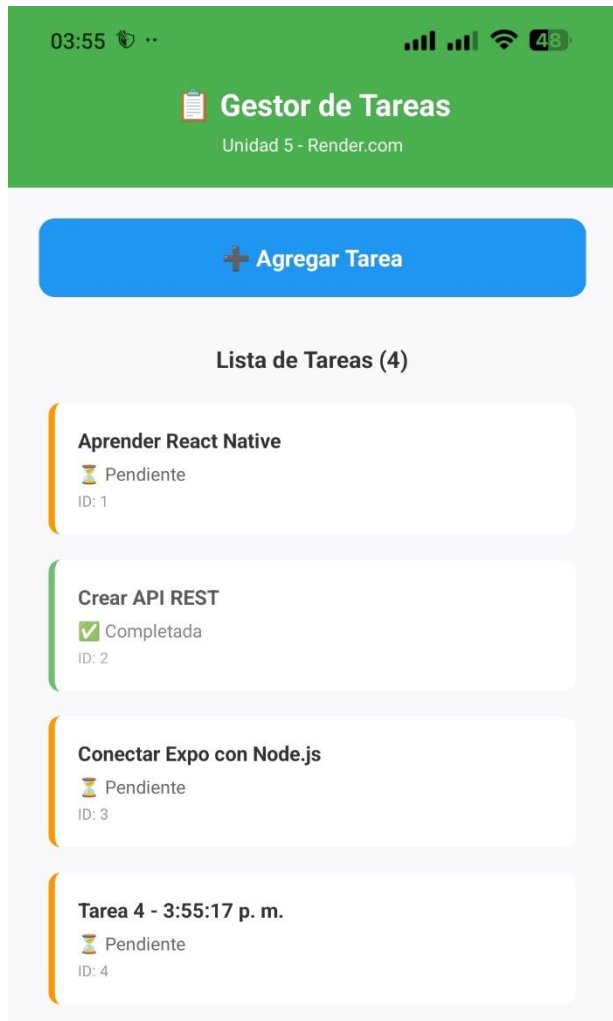 03:55
48
📋 Gestor de Tareas
Unidad 5 - Render.com
➕ Agregar Tarea
Lista de Tareas (4)
Aprender React Native
⏳ Pendiente
ID: 1
Crear API REST
✅ Completada
ID: 2
Conectar Expo con Node.js
⏳ Pendiente
ID: 3
Tarea 4 - 3:55:17 p. m.
⏳ Pendiente
ID: 4